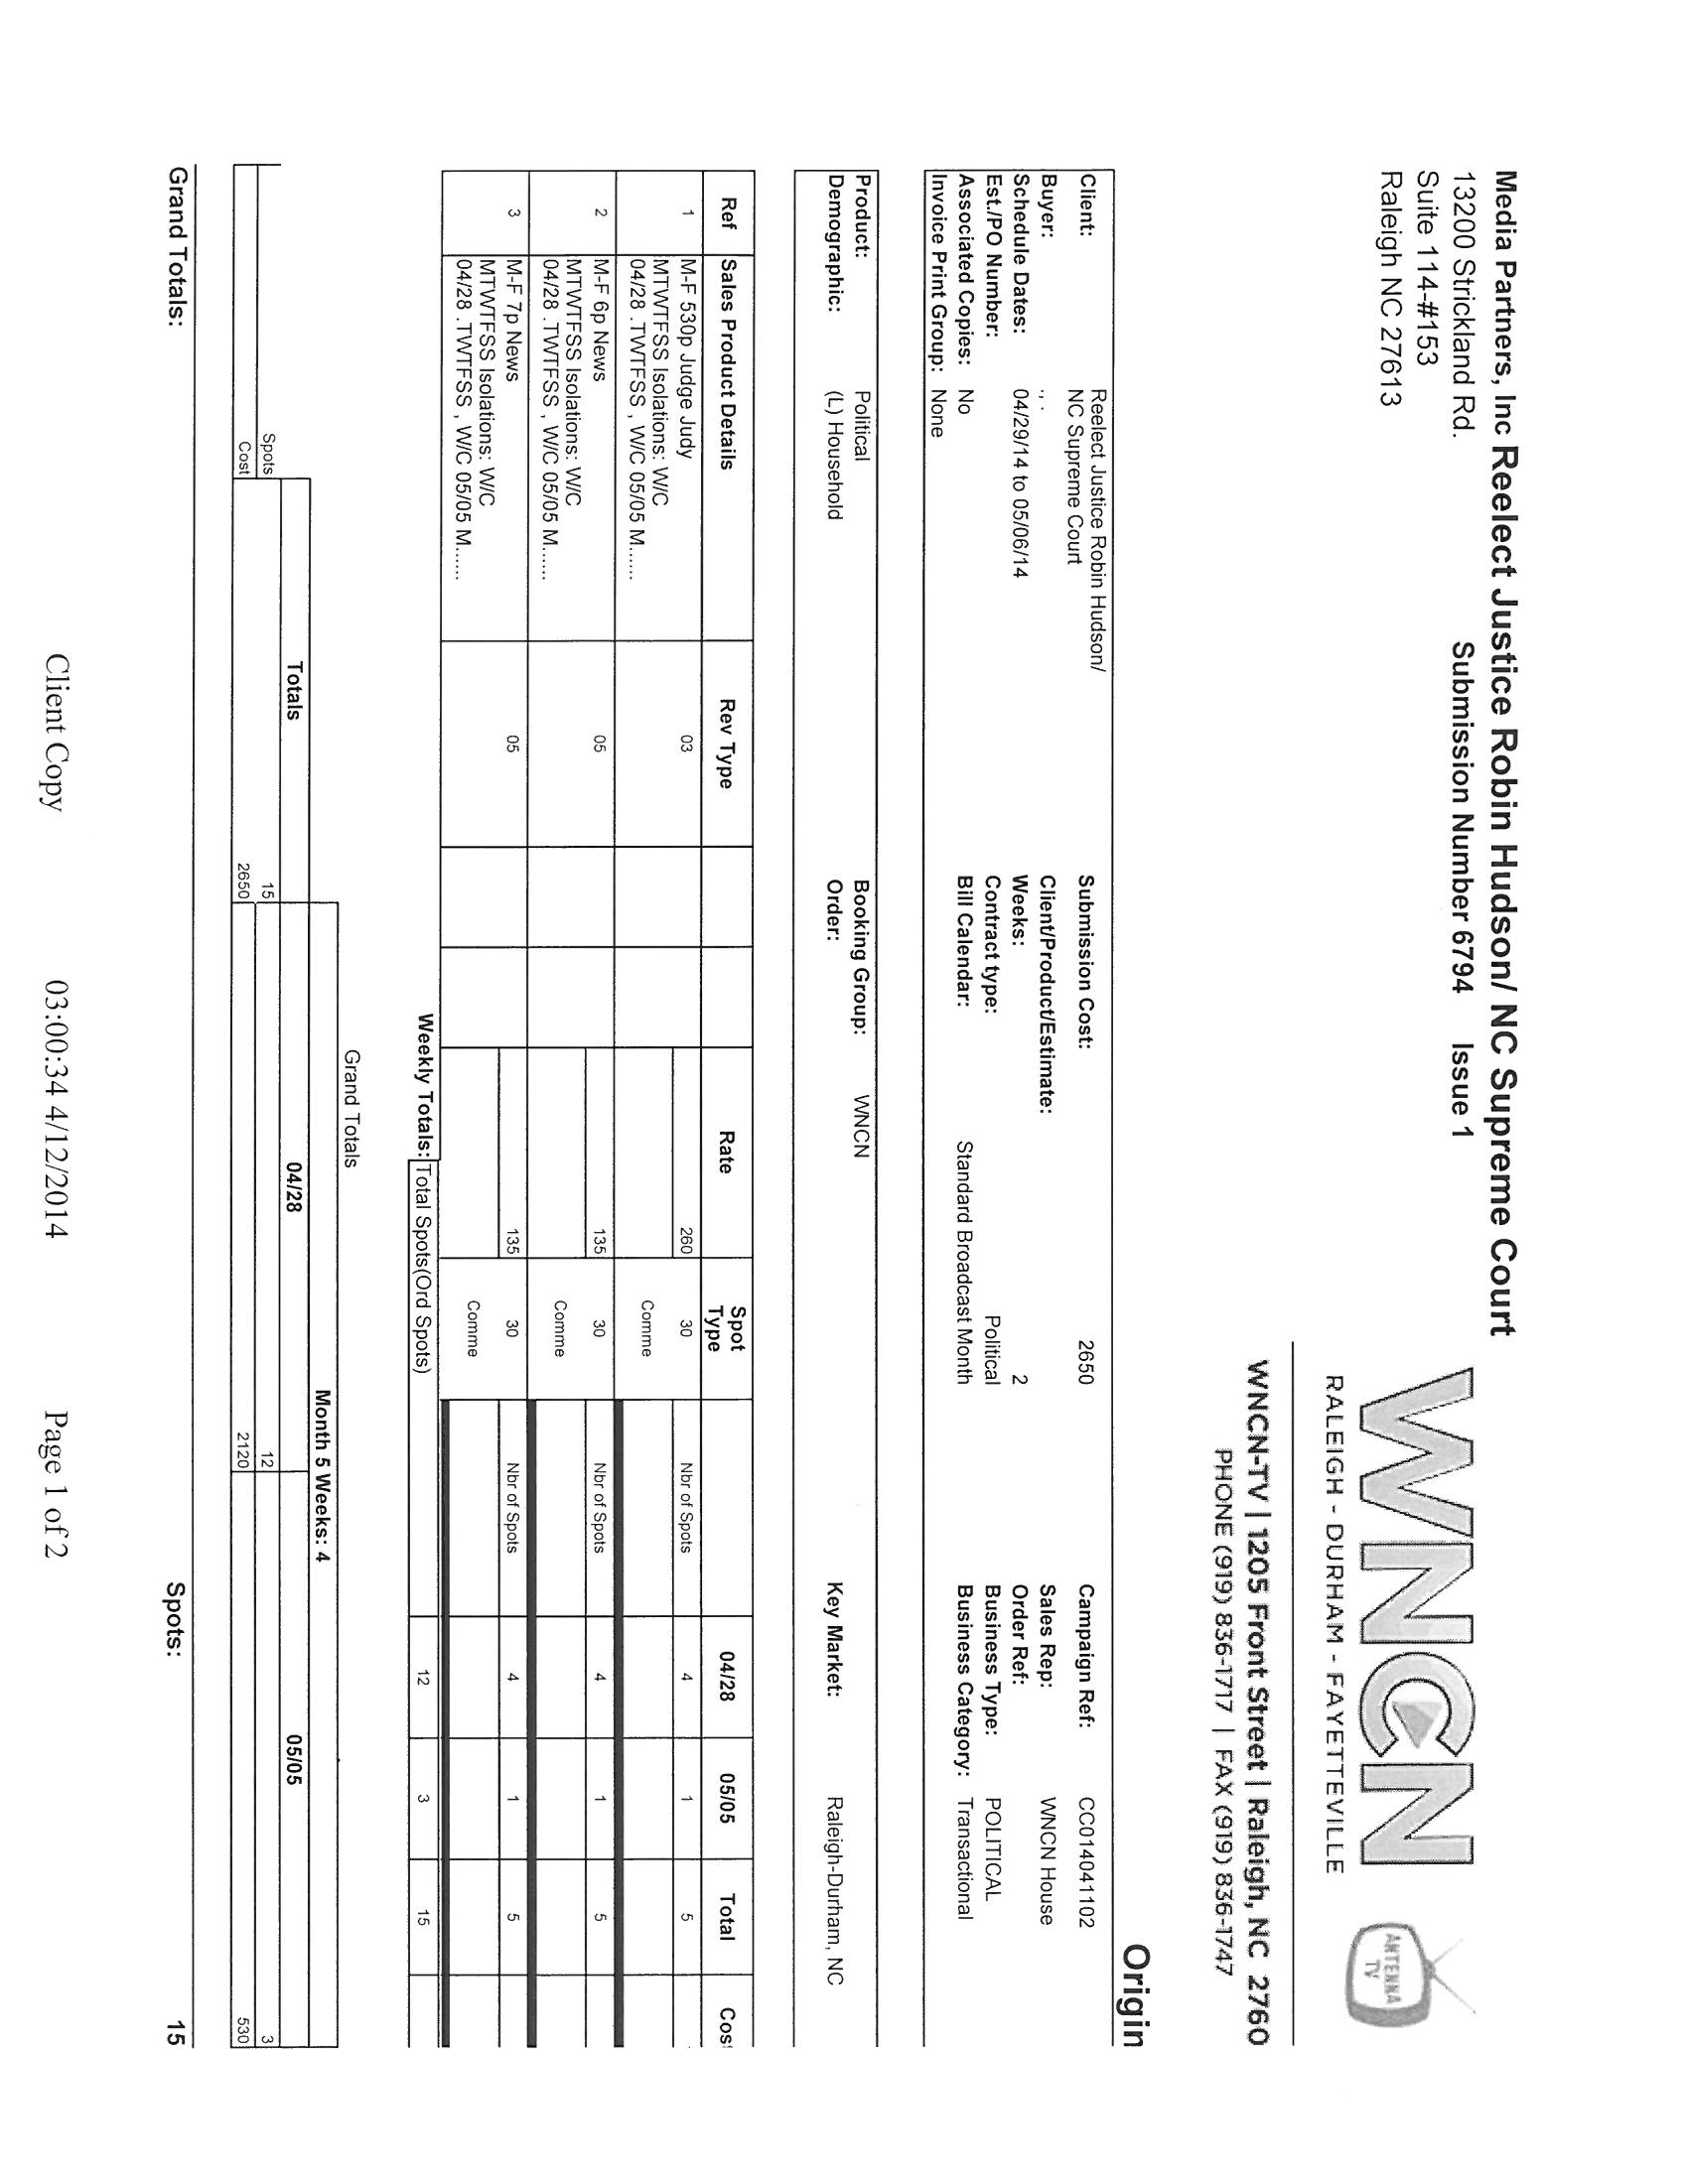 Media Partners, Inc Reelect Justice Robin Hudson/ NC Supreme Court
13200 Strickland Rd.
Submission Number 6794 Issue 1
Suite 114-#153
Raleigh NC 27613
WNCN
RALEIGH - DURHAM - FAYETTEVILLE
ANTENNA
TV
WNCN-TV | 1205 Front Street | Raleigh, NC 2760
PHONE (919) 836-1717 | FAX (919) 836-1747
Origin
Client: Reelect Justice Robin Hudson/ Submission Cost: 2650 Campaign Ref: CC014041102
NC Supreme Court
Buyer: Client/Product/Estimate: Sales Rep: WNCN House
Schedule Dates: 04/29/14 to 05/06/14 Weeks: 2 Order Ref:
Est./PO Number: Contract type: Political Business Type: POLITICAL
Associated Copies: No Bill Calendar: Standard Broadcast Month Business Category: Transactional
Invoice Print Group: None
Product: Political Booking Group: WNCN
Demographic: (L) Household Order: Key Market: Raleigh-Durham, NC
Ref Sales Product Details Rev Type Rate Spot Type 04/28 05/05 Total Cos
1 M-F 530p Judge Judy 03 260 30 Nbr of Spots 4 1 5
MTWTFSS Isolations: W/C Comme
04/28 .TWTFSS , W/C 05/05 M......
2 M-F 6p News 05 135 30 Nbr of Spots 4 1 5
MTWTFSS Isolations: W/C Comme
04/28 .TWTFSS , W/C 05/05 M......
3 M-F 7p News 05 135 30 Nbr of Spots 4 1 5
MTWTFSS Isolations: W/C Comme
04/28 .TWTFSS , W/C 05/05 M......
Weekly Totals: Total Spots(Ord Spots) 12 3 15
Grand Totals
Month 5 Weeks: 4
Totals 04/28 05/05
Spots 15 12 3
Cost 2650 2120 530
Grand Totals: Spots: 15
Client Copy 03:00:34 4/12/2014 Page 1 of 2